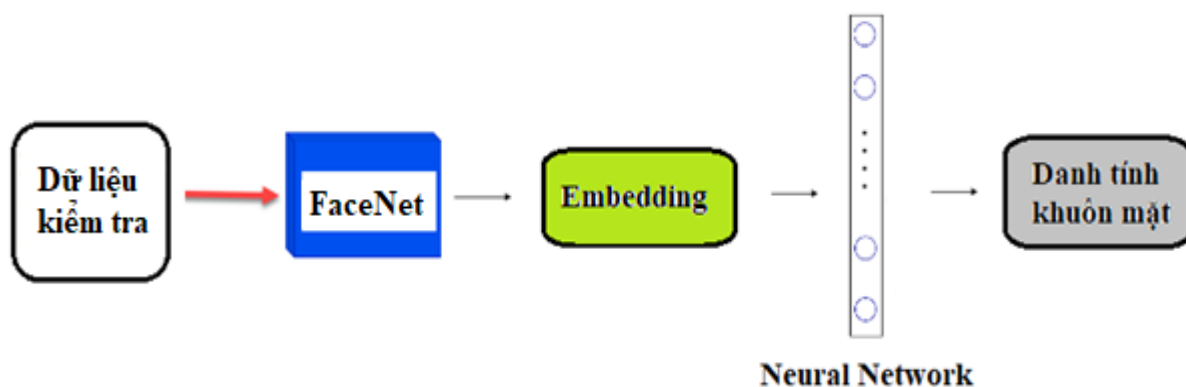 Dữ liệu
kiểm tra
FaceNet
Embedding
Neural Network
Danh tính
khuôn mặt